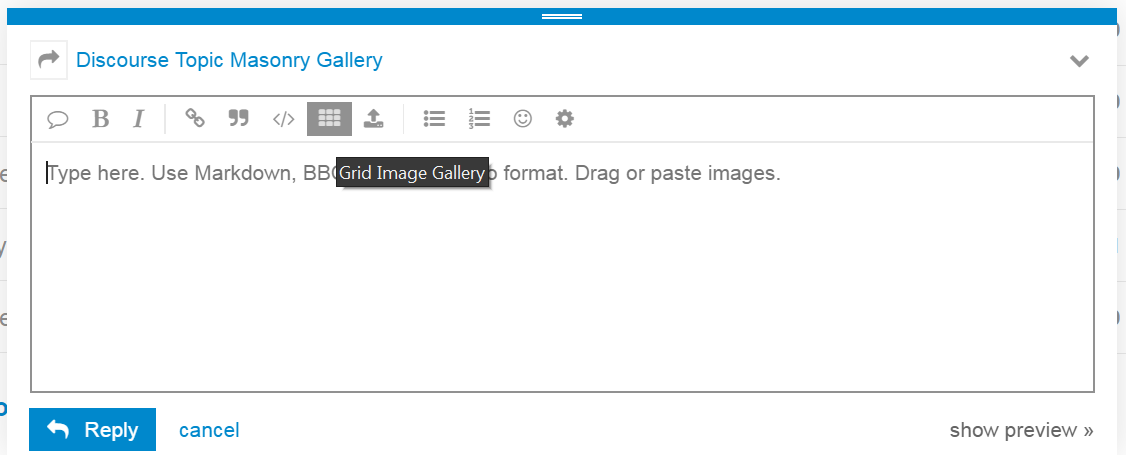 Discourse Topic Masonry Gallery
B I
Type here. Use Markdown, BBC format. Drag or paste images.
Grid Image Gallery
Reply cancel show preview »